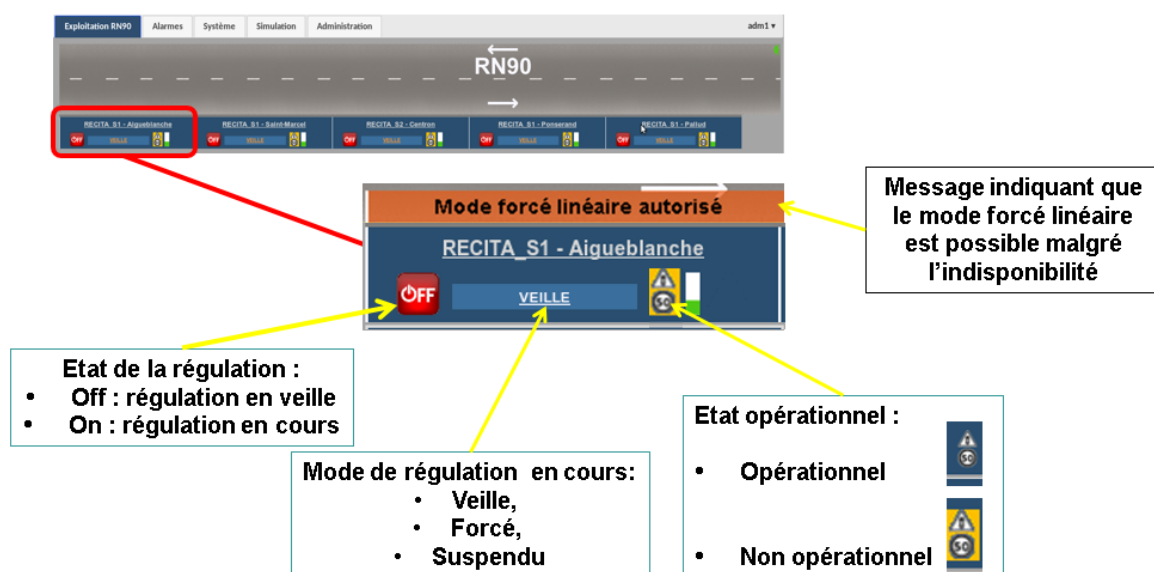 Exploitation RN90 Alarmes Système Simulation Administration adm1
RN90
RECITA_S1 - Aigueblanche RECITA_S1 - Saint-Marcel RECITA_S2 - Centron RECITA_S1 - Ponserand RECITA_S1 - Pallud
OFF VEILLE OFF VEILLE OFF VEILLE OFF VEILLE OFF VEILLE
Mode forcé linéaire autorisé
RECITA_S1 - Aigueblanche
OFF VEILLE 50
Message indiquant que
le mode forcé linéaire
est possible malgré
l'indisponibilité
Etat de la régulation :
• Off : régulation en veille
• On : régulation en cours
Mode de régulation en cours:
• Veille,
• Forcé,
• Suspendu
Etat opérationnel :
50
• Opérationnel
50
• Non opérationnel